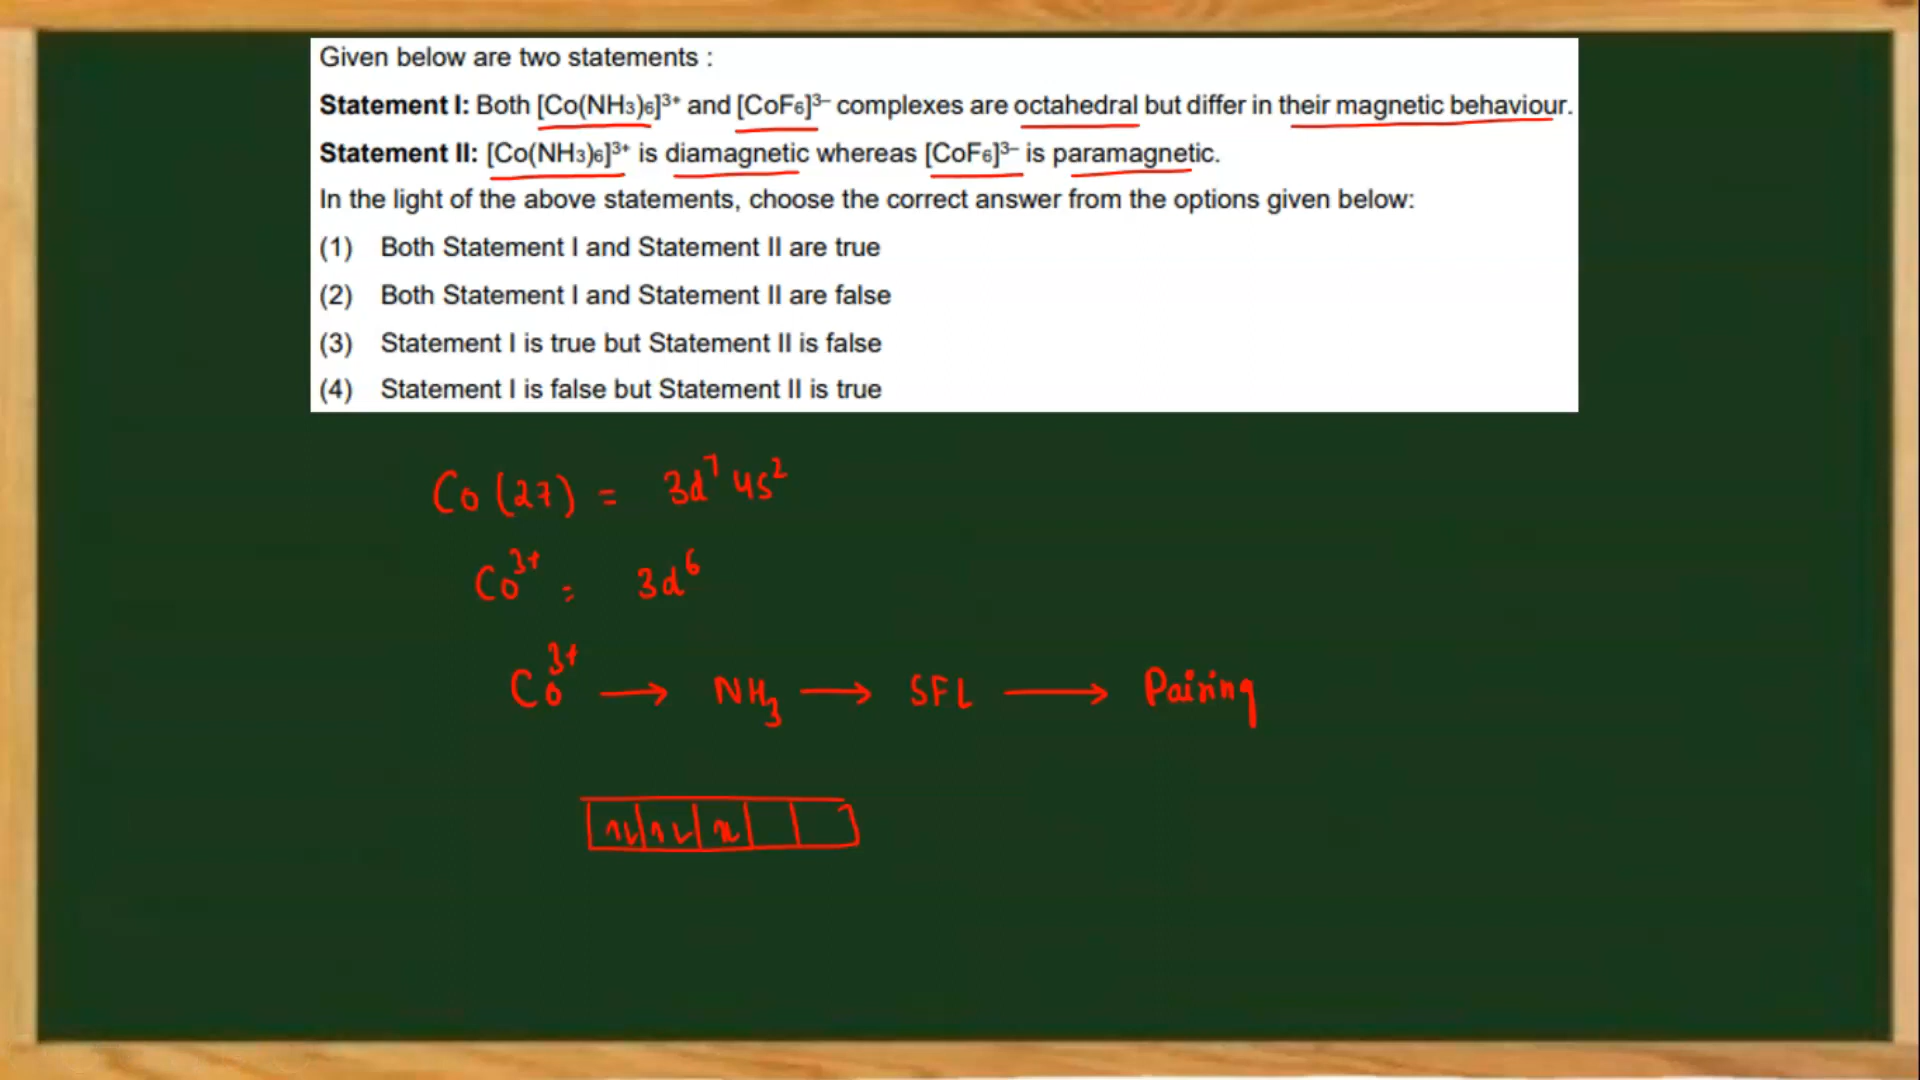 Given below are two statements :
Statement I: Both [Co(NH₃)₆]³⁺ and [CoF₆]³⁻ complexes are octahedral but differ in their magnetic behaviour.
Statement II: [Co(NH₃)₆]³⁺ is diamagnetic whereas [CoF₆]³⁻ is paramagnetic.
In the light of the above statements, choose the correct answer from the options given below:
(1) Both Statement I and Statement II are true
(2) Both Statement I and Statement II are false
(3) Statement I is true but Statement II is false
(4) Statement I is false but Statement II is true
Co (27) = 3d⁷ 4s²
Co³⁺ = 3d⁶
Co³⁺ → NH₃ → SFL → Pairing